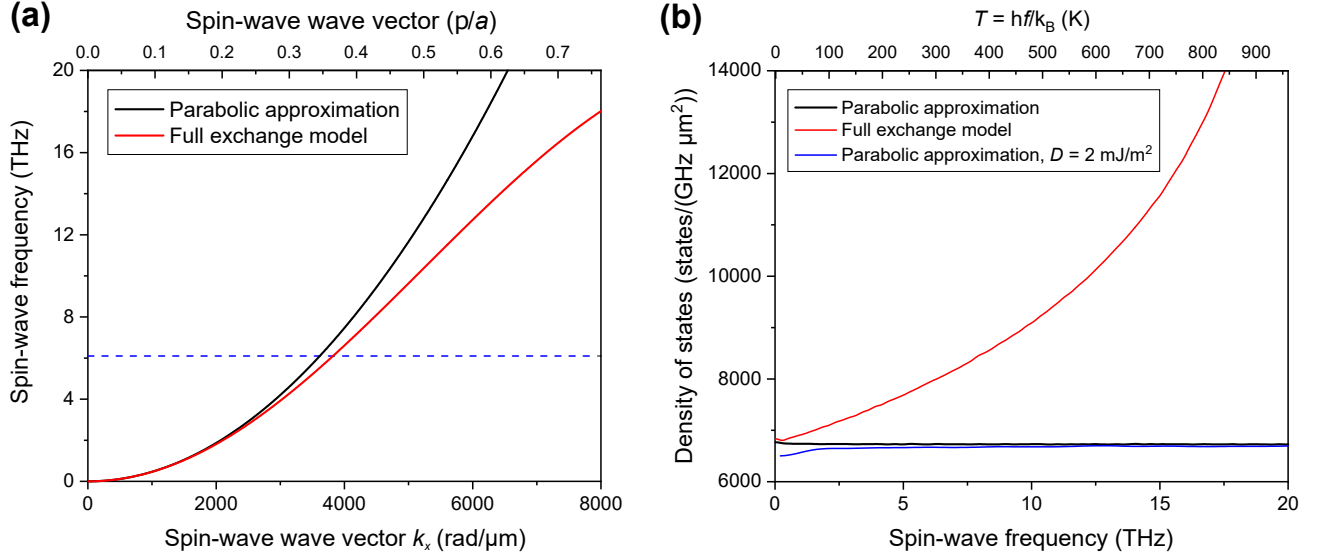 (a)
Spin-wave wave vector (p/a)
0.0 0.1 0.2 0.3 0.4 0.5 0.6 0.7
20
16
12
8
4
0
Spin-wave frequency (THz)
Parabolic approximation
Full exchange model
0 2000 4000 6000 8000
Spin-wave wave vector kₓ (rad/µm)
(b)
T = hf/k_B (K)
0 100 200 300 400 500 600 700 800 900
14000
12000
10000
8000
6000
Density of states (states/(GHz µm²))
Parabolic approximation
Full exchange model
Parabolic approximation, D = 2 mJ/m²
0 5 10 15 20
Spin-wave frequency (THz)